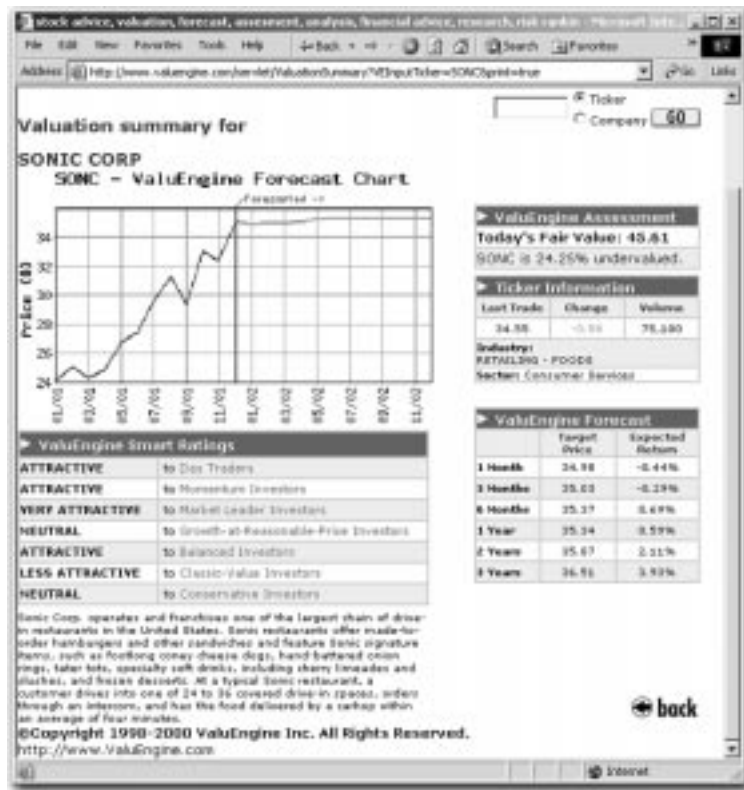 stock advice, valuation, forecast, assessment, analysis, financial advice, research, risk
File Edit View Favorites Tools Help Back Search Favorites
Address http://www.valuengine.com/servlet/ValuationSummary?VEInputTicker=SONC&print=true Go Links
Ticker
Company GO
Valuation summary for
SONIC CORP
SONC - ValuEngine Forecast Chart
Forecasted ->
Price ($)
34
32
30
28
26
24
01/01 03/01 05/01 07/01 09/01 11/01 01/02 03/02 05/02 07/02 09/02 11/02
ValuEngine Assessment
Today's Fair Value: 45.61
SONC is 24.25% undervalued.
Ticker Information
Last Trade Change Volume
34.55 75,100
Industry:
RETAILING - FOODS
Sector: Consumer Services
ValuEngine Smart Ratings
ATTRACTIVE to Day Traders
ATTRACTIVE to Momentum Investors
VERY ATTRACTIVE to Market-Leader Investors
NEUTRAL to Growth-at-Reasonable-Price Investors
ATTRACTIVE to Balanced Investors
LESS ATTRACTIVE to Classic-Value Investors
NEUTRAL to Conservative Investors
ValuEngine Forecast
Target Price Expected Return
1 Month 34.98 -0.44%
3 Months 35.03 -0.29%
6 Months 35.37 0.69%
1 Year 35.34 0.59%
2 Years 35.87 2.11%
3 Years 36.51 3.93%
Sonic Corp. operates and franchises one of the largest chain of drive-
in restaurants in the United States. Sonic restaurants offer made-to-
order hamburgers and other sandwiches and feature Sonic signature
items, such as footlong coney cheese dogs, hand-battered onion
rings, tater tots, specialty soft drinks, including cherry limeades and
slushes, and frozen desserts. At a typical Sonic restaurant, a
customer drives into one of 24 to 36 covered drive-in spaces, orders
through an intercom, and has the food delivered by a carhop within
an average of four minutes.
back
©Copyright 1998-2000 ValuEngine Inc. All Rights Reserved.
http://www.ValuEngine.com
Internet